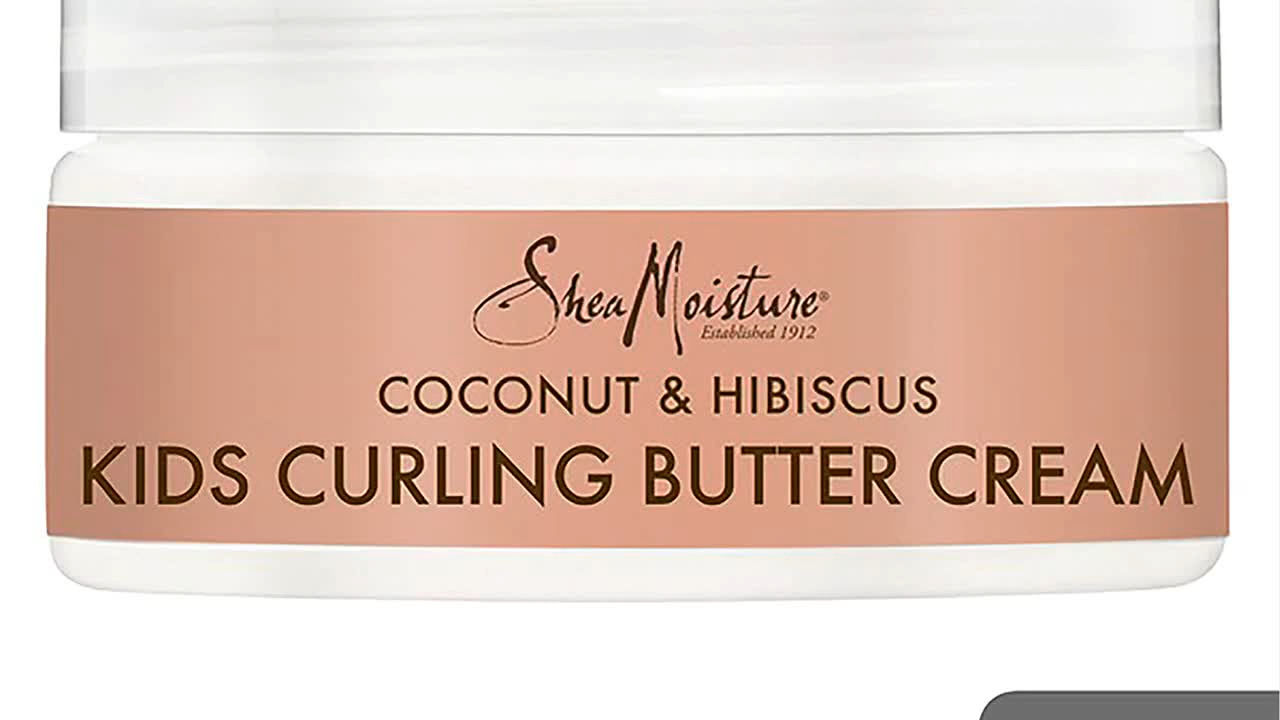 SheaMoisture®
Established 1912
COCONUT & HIBISCUS
KIDS CURLING BUTTER CREAM